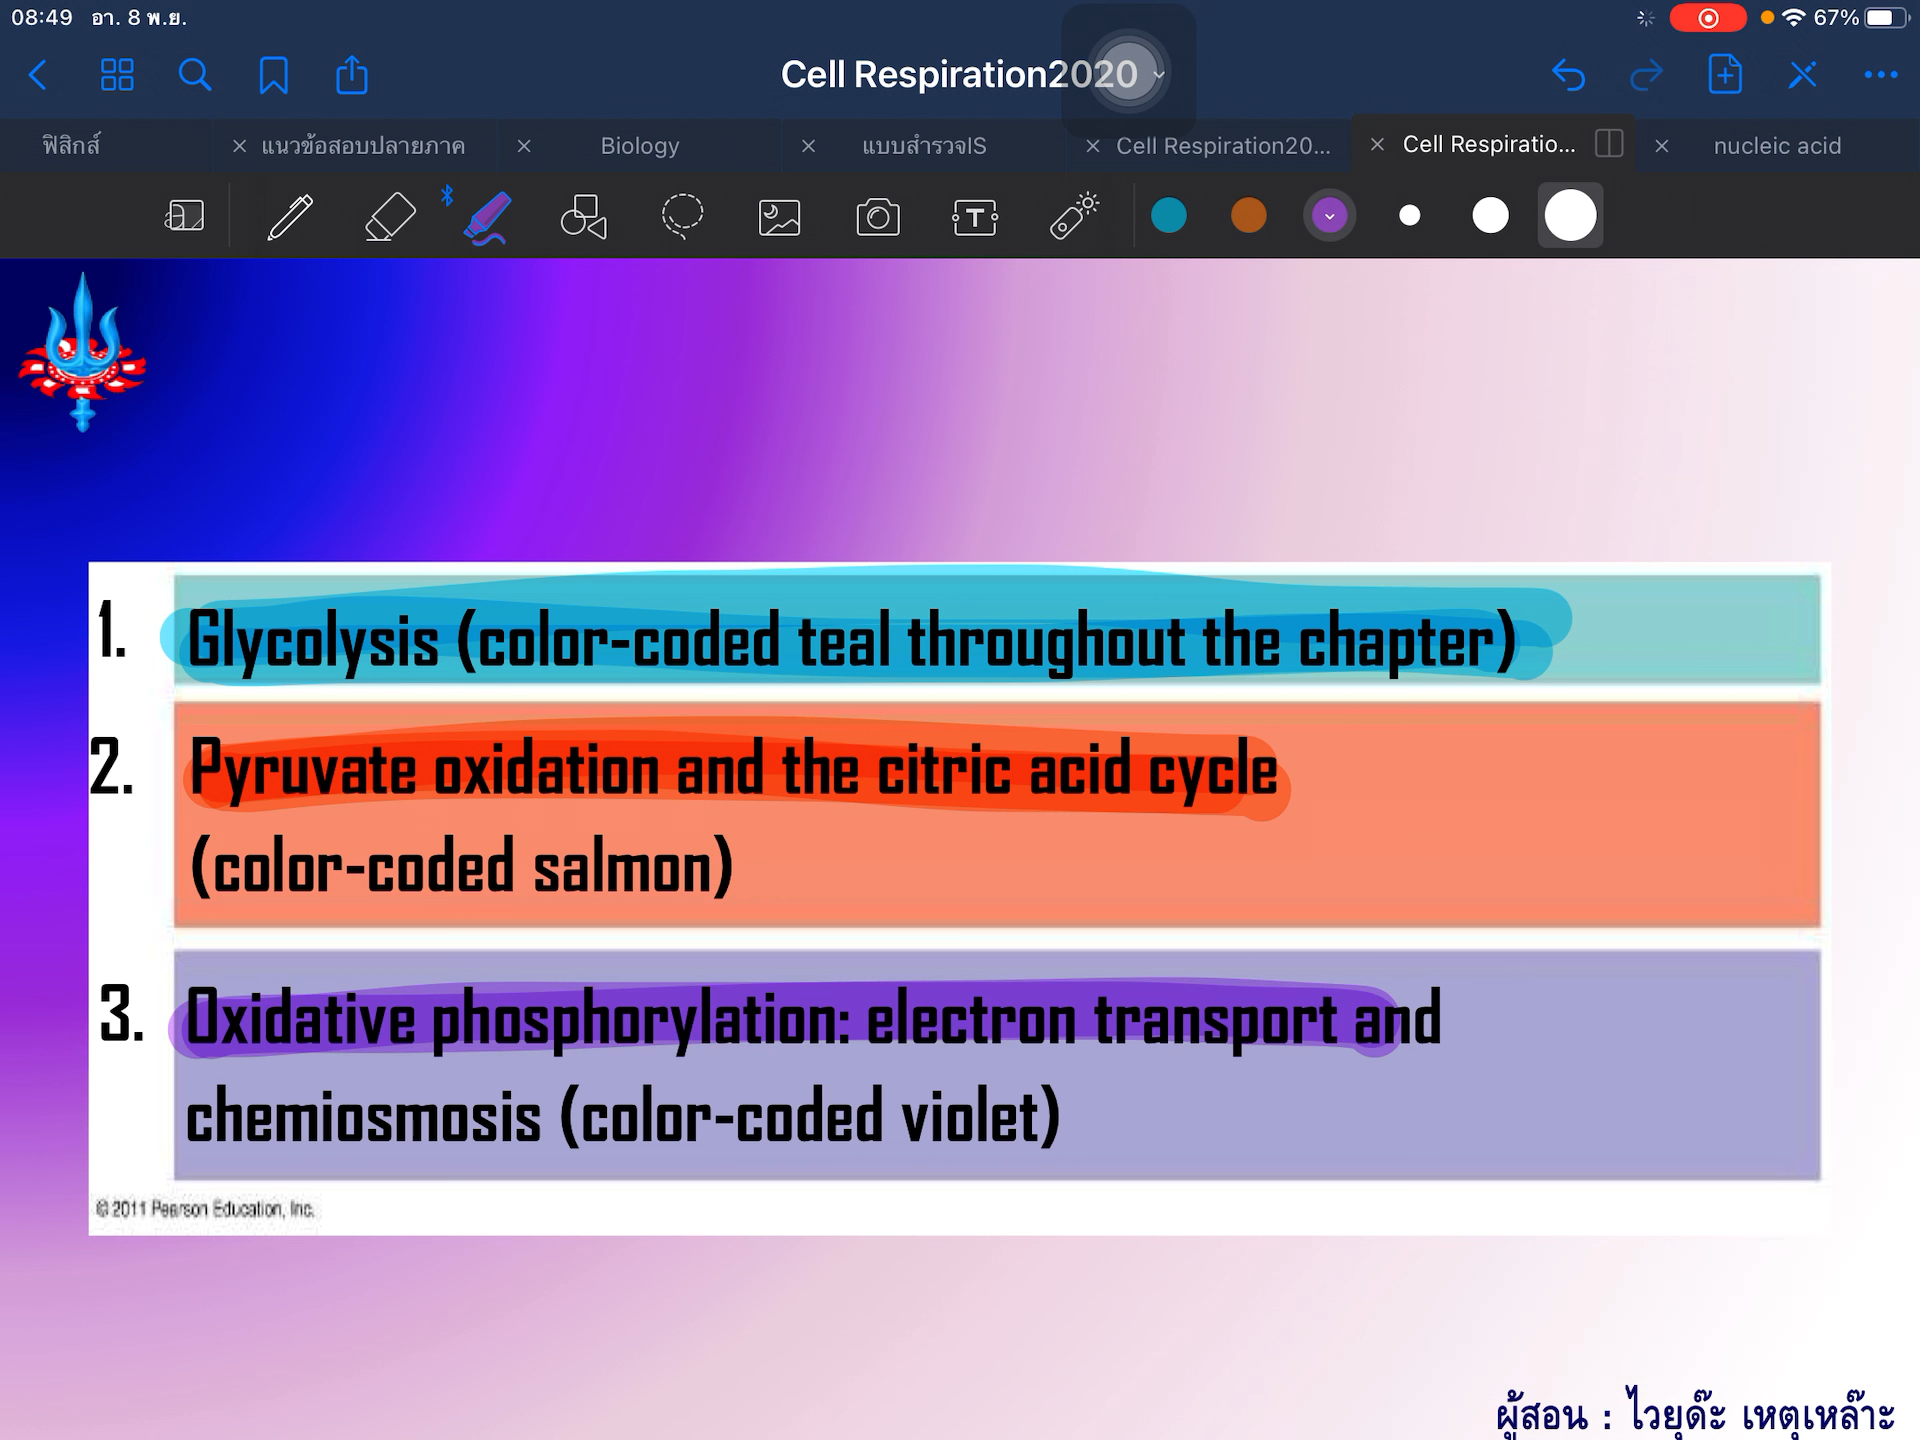 08:49 อา. 8 พ.ย.
67%
Cell Respiration2020
ฟิสิกส์
แนวข้อสอบปลายภาค
Biology
แบบสำรวจIS
Cell Respiration20...
Cell Respiratio...
nucleic acid
1. Glycolysis (color-coded teal throughout the chapter)
2. Pyruvate oxidation and the citric acid cycle
(color-coded salmon)
3. Oxidative phosphorylation: electron transport and
chemiosmosis (color-coded violet)
© 2011 Pearson Education, Inc.
ผู้สอน : ไวยุด๊ะ เหตุเหล๊าะ